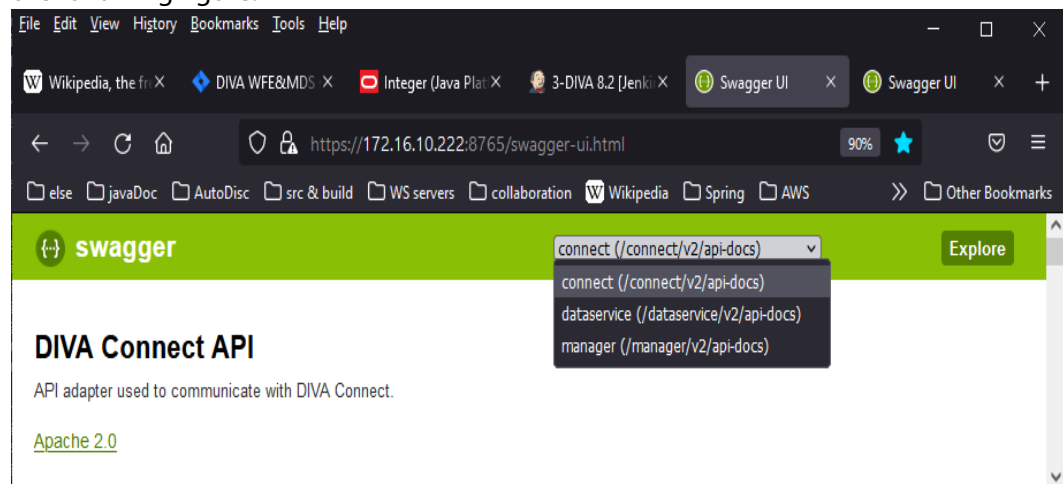 File Edit View History Bookmarks Tools Help
Wikipedia, the fre DIVA WFE&MDS Integer (Java Plat 3-DIVA 8.2 [Jenki Swagger UI Swagger UI
https://172.16.10.222:8765/swagger-ui.html 90%
else javaDoc AutoDisc src & build WS servers collaboration W Wikipedia Spring AWS Other Bookmarks
{···} swagger connect (/connect/v2/api-docs) Explore
connect (/connect/v2/api-docs)
dataservice (/dataservice/v2/api-docs)
manager (/manager/v2/api-docs)
DIVA Connect API
API adapter used to communicate with DIVA Connect.
Apache 2.0